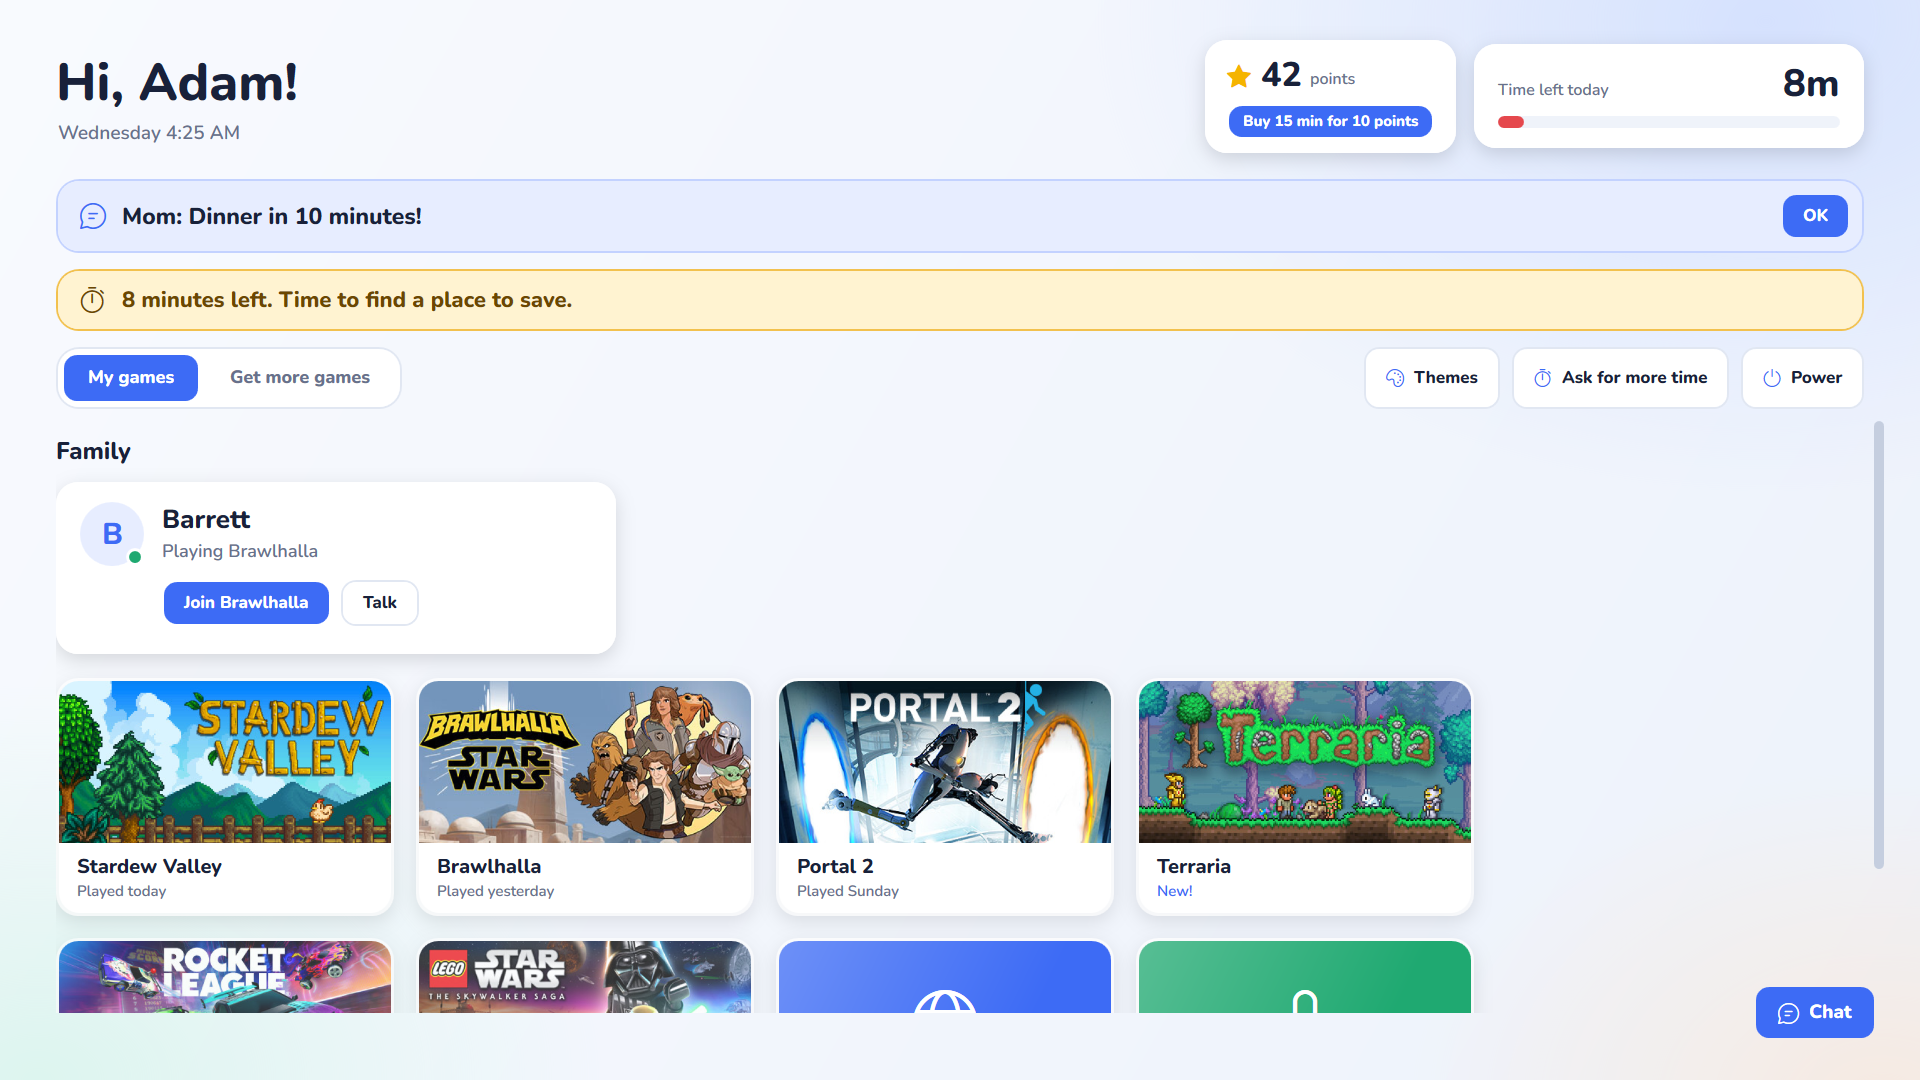 Hi, Adam!
Wednesday 4:25 AM
42 points
Buy 15 min for 10 points
Time left today
8m
Mom: Dinner in 10 minutes!
OK
8 minutes left. Time to find a place to save.
My games
Get more games
Themes
Ask for more time
Power
Family
B
Barrett
Playing Brawlhalla
Join Brawlhalla
Talk
STARDEW
VALLEY
Stardew Valley
Played today
BRAWLHALLA
STAR
WARS
Brawlhalla
Played yesterday
PORTAL 2
Portal 2
Played Sunday
Terraria
Terraria
New!
ROCKET
LEAGUE
LEGO STAR
WARS
THE SKYWALKER SAGA
Chat